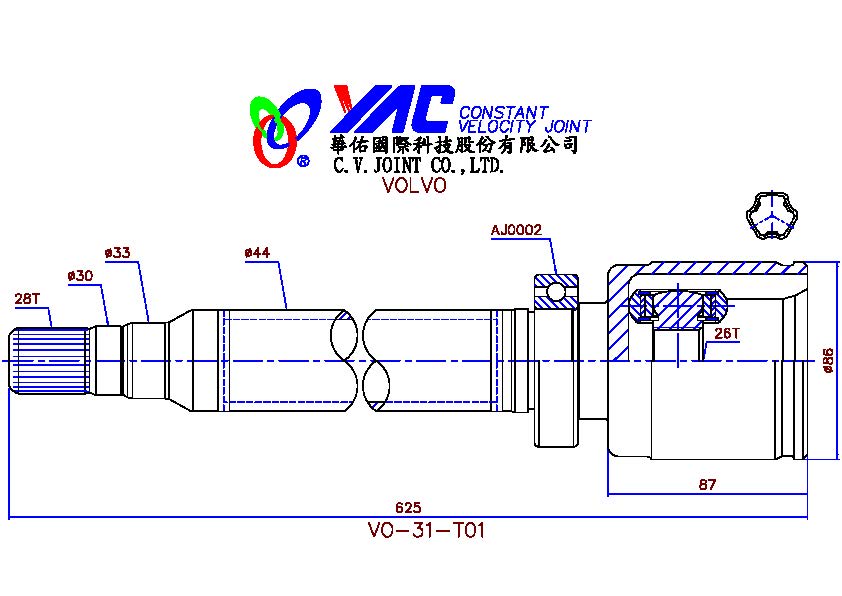 YAC CONSTANT
VELOCITY JOINT
®
華佑國際科技股份有限公司
C.V.JOINT CO.,LTD.
VOLVO
AJ0002
ø33
ø44
ø30
28T
26T
ø86
87
625
VO-31-T01